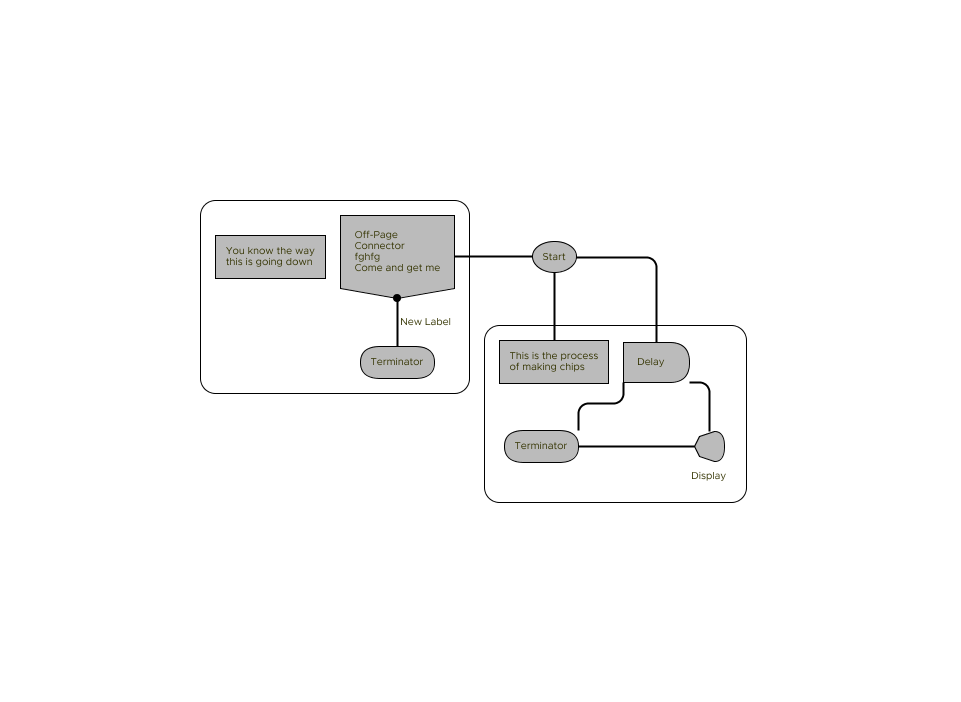 You know the way
this is going down
Off-Page
Connector
fghfg
Come and get me
New Label
Terminator
Start
This is the process
of making chips
Delay
Terminator
Display